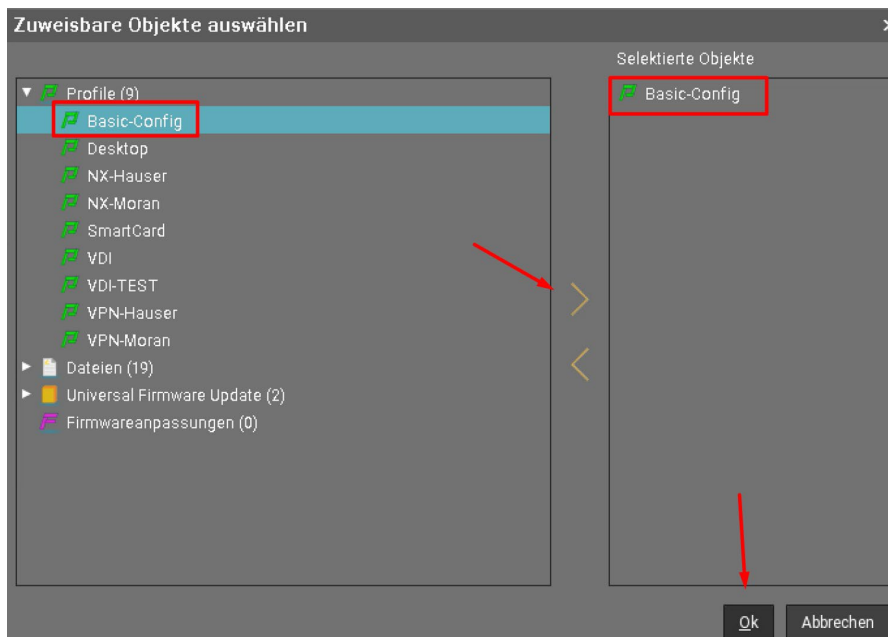 Zuweisbare Objekte auswählen
Selektierte Objekte
Profile (9)
Basic-Config
Desktop
NX-Hauser
NX-Moran
SmartCard
VDI
VDI-TEST
VPN-Hauser
VPN-Moran
Dateien (19)
Universal Firmware Update (2)
Firmwareanpassungen (0)
Basic-Config
Ok
Abbrechen